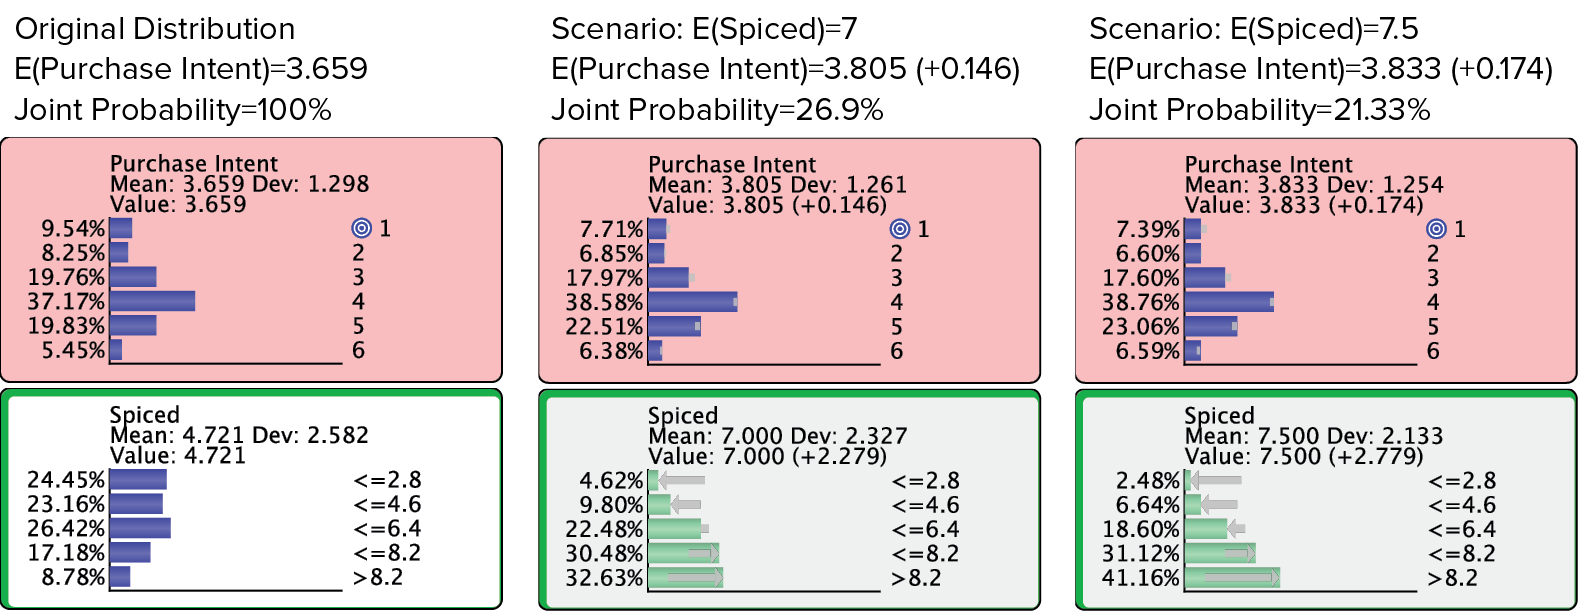 Original Distribution
E(Purchase Intent)=3.659
Joint Probability=100%
Purchase Intent
Mean: 3.659 Dev: 1.298
Value: 3.659
9.54% 1
8.25% 2
19.76% 3
37.17% 4
19.83% 5
5.45% 6
Spiced
Mean: 4.721 Dev: 2.582
Value: 4.721
24.45% <=2.8
23.16% <=4.6
26.42% <=6.4
17.18% <=8.2
8.78% >8.2
Scenario: E(Spiced)=7
E(Purchase Intent)=3.805 (+0.146)
Joint Probability=26.9%
Purchase Intent
Mean: 3.805 Dev: 1.261
Value: 3.805 (+0.146)
7.71% 1
6.85% 2
17.97% 3
38.58% 4
22.51% 5
6.38% 6
Spiced
Mean: 7.000 Dev: 2.327
Value: 7.000 (+2.279)
4.62% <=2.8
9.80% <=4.6
22.48% <=6.4
30.48% <=8.2
32.63% >8.2
Scenario: E(Spiced)=7.5
E(Purchase Intent)=3.833 (+0.174)
Joint Probability=21.33%
Purchase Intent
Mean: 3.833 Dev: 1.254
Value: 3.833 (+0.174)
7.39% 1
6.60% 2
17.60% 3
38.76% 4
23.06% 5
6.59% 6
Spiced
Mean: 7.500 Dev: 2.133
Value: 7.500 (+2.779)
2.48% <=2.8
6.64% <=4.6
18.60% <=6.4
31.12% <=8.2
41.16% >8.2